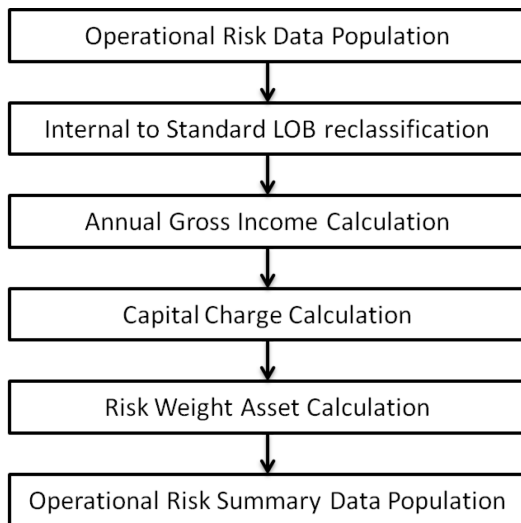 Operational Risk Data Population
Internal to Standard LOB reclassification
Annual Gross Income Calculation
Capital Charge Calculation
Risk Weight Asset Calculation
Operational Risk Summary Data Population